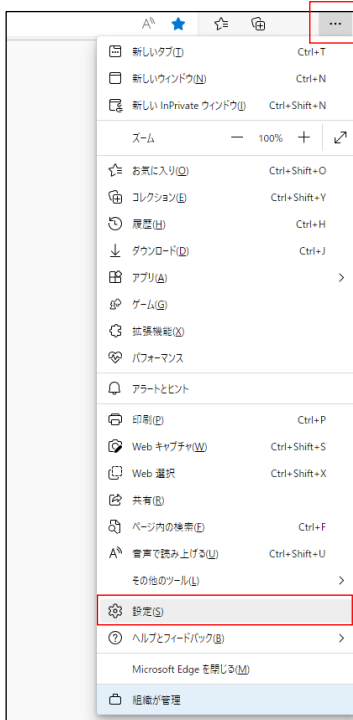 新しいタブ(T) Ctrl+T
新しいウィンドウ(N) Ctrl+N
新しい InPrivate ウィンドウ(I) Ctrl+Shift+N
ズーム — 100% +
お気に入り(O) Ctrl+Shift+O
コレクション(E) Ctrl+Shift+Y
履歴(H) Ctrl+H
ダウンロード(D) Ctrl+J
アプリ(A)
ゲーム(G)
拡張機能(X)
パフォーマンス
アラートとヒント
印刷(P) Ctrl+P
Web キャプチャ(W) Ctrl+Shift+S
Web 選択 Ctrl+Shift+X
共有(R)
ページ内の検索(F) Ctrl+F
音声で読み上げる(U) Ctrl+Shift+U
その他のツール(L)
設定(S)
ヘルプとフィードバック(B)
Microsoft Edge を閉じる(M)
組織が管理